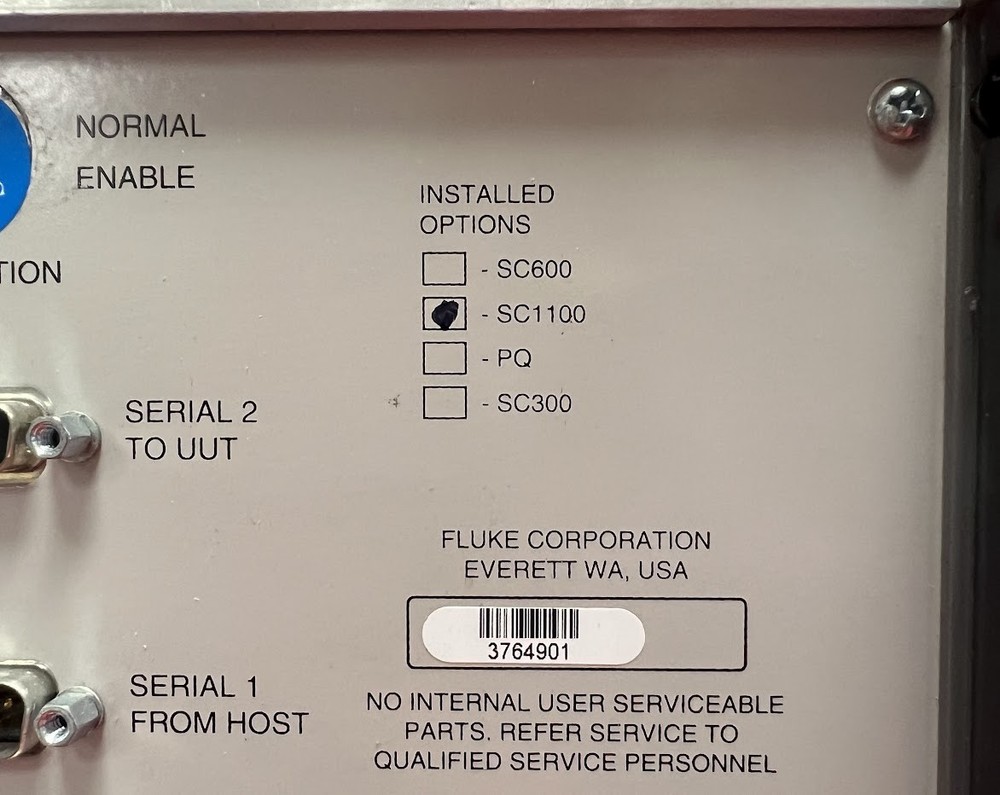 NORMAL
ENABLE
TION
INSTALLED
OPTIONS
- SC600
- SC1100
- PQ
- SC300
SERIAL 2
TO UUT
FLUKE CORPORATION
EVERETT WA, USA
3764901
SERIAL 1
FROM HOST
NO INTERNAL USER SERVICEABLE
PARTS. REFER SERVICE TO
QUALIFIED SERVICE PERSONNEL